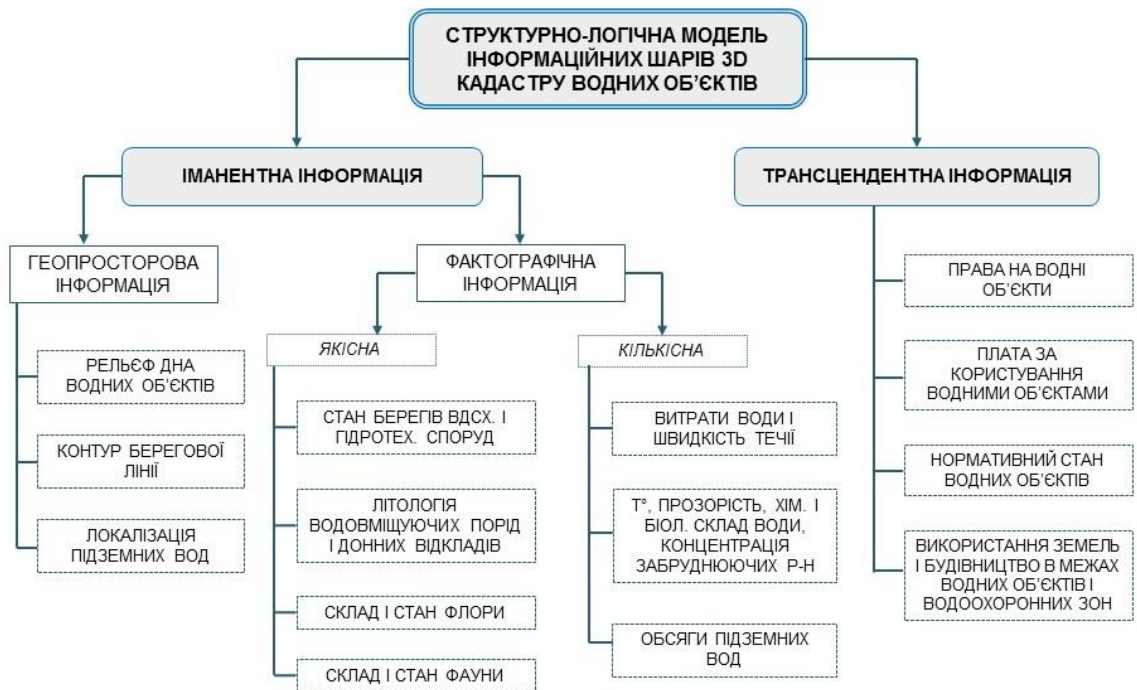 СТРУКТУРНО-ЛОГІЧНА МОДЕЛЬ
ІНФОРМАЦІЙНИХ ШАРІВ 3D
КАДАСТРУ ВОДНИХ ОБ’ЄКТІВ
ІМАНЕНТНА ІНФОРМАЦІЯ
ТРАНСЦЕНДЕНТНА ІНФОРМАЦІЯ
ГЕОПРОСТОРОВА
ІНФОРМАЦІЯ
РЕЛЬЄФ ДНА
ВОДНИХ ОБ’ЄКТІВ
КОНТУР БЕРЕГОВОЇ
ЛІНІЇ
ЛОКАЛІЗАЦІЯ
ПІДЗЕМНИХ ВОД
ФАКТОГРАФІЧНА
ІНФОРМАЦІЯ
ЯКІСНА
СТАН БЕРЕГІВ ВДСХ. І
ГІДРОТЕХ. СПОРУД
ЛІТОЛОГІЯ
ВОДОВМІЩУЮЧИХ ПОРІД
І ДОННИХ ВІДКЛАДІВ
СКЛАД І СТАН ФЛОРИ
СКЛАД І СТАН ФАУНИ
КІЛЬКІСНА
ВИТРАТИ ВОДИ І
ШВИДКІСТЬ ТЕЧІЇ
Т°, ПРОЗОРІСТЬ, ХІМ. І
БІОЛ. СКЛАД ВОДИ,
КОНЦЕНТРАЦІЯ
ЗАБРУДНЮЮЧИХ Р-Н
ОБСЯГИ ПІДЗЕМНИХ
ВОД
ПРАВА НА ВОДНІ
ОБ’ЄКТИ
ПЛАТА ЗА
КОРИСТУВАННЯ
ВОДНИМИ ОБ’ЄКТАМИ
НОРМАТИВНИЙ СТАН
ВОДНИХ ОБ’ЄКТІВ
ВИКОРИСТАННЯ ЗЕМЕЛЬ
І БУДІВНИЦТВО В МЕЖАХ
ВОДНИХ ОБ’ЄКТІВ І
ВОДООХОРОННИХ ЗОН